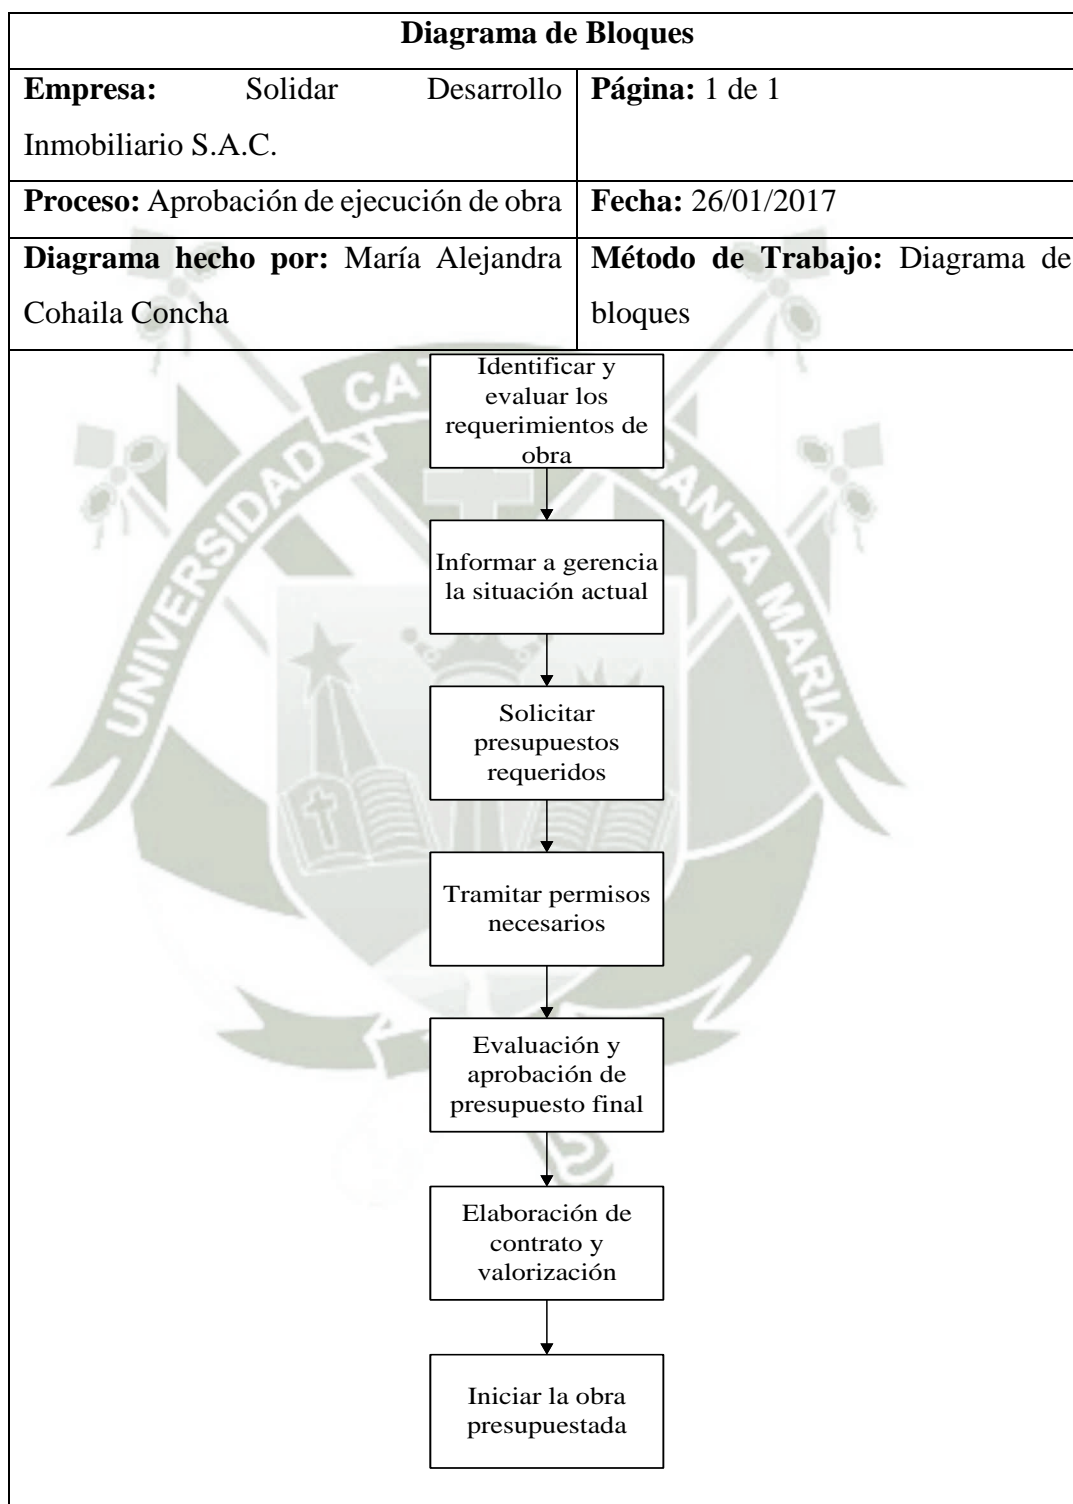 Diagrama de Bloques
Empresa: Solidar Desarrollo
Inmobiliario S.A.C.
Página: 1 de 1
Proceso: Aprobación de ejecución de obra
Fecha: 26/01/2017
Diagrama hecho por: María Alejandra
Cohaila Concha
Método de Trabajo: Diagrama de
bloques
Identificar y
evaluar los
requerimientos de
obra
Informar a gerencia
la situación actual
Solicitar
presupuestos
requeridos
Tramitar permisos
necesarios
Evaluación y
aprobación de
presupuesto final
Elaboración de
contrato y
valorización
Iniciar la obra
presupuestada
UNIVERSIDAD
SANTA MARIA